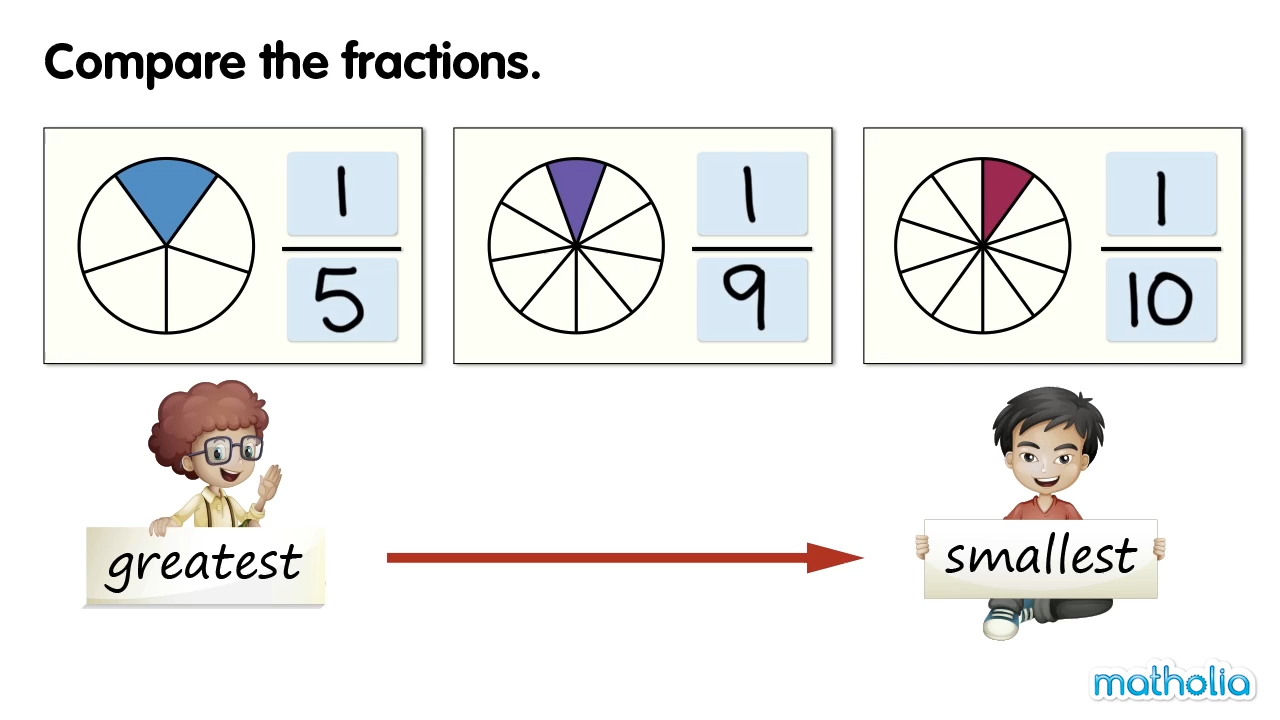 Compare the fractions.
1 1 1
5 9 10
greatest smallest
matholia